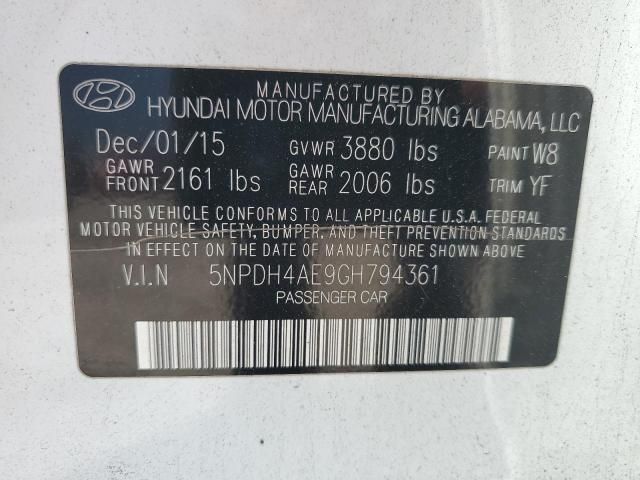 MANUFACTURED BY
HYUNDAI MOTOR MANUFACTURING ALABAMA, LLC
Dec/01/15 GVWR 3880 lbs PAINT W8
GAWR FRONT 2161 lbs GAWR REAR 2006 lbs TRIM YF
THIS VEHICLE CONFORMS TO ALL APPLICABLE U.S.A. FEDERAL
MOTOR VEHICLE SAFETY, BUMPER, AND THEFT PREVENTION STANDARDS
IN EFFECT ON THE DATE OF MANUFACTURE SHOWN ABOVE
V.I.N 5NPDH4AE9GH794361
PASSENGER CAR